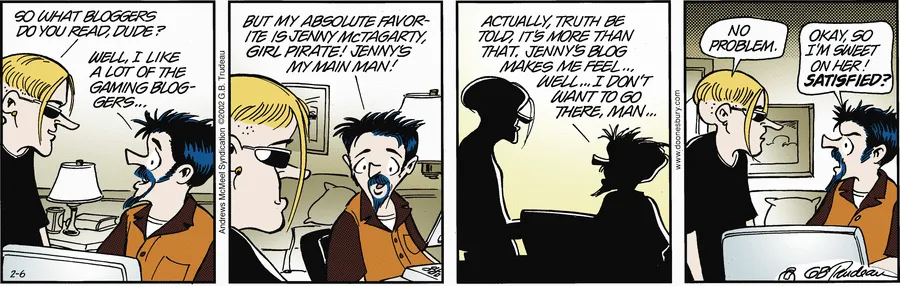 SO WHAT BLOGGERS
DO YOU READ, DUDE?
WELL, I LIKE
A LOT OF THE
GAMING BLOG-
GERS...
2-6
Andrews McMeel Syndication ©2002 G.B. Trudeau
BUT MY ABSOLUTE FAVOR-
ITE IS JENNY McTAGARTY,
GIRL PIRATE! JENNY'S
MY MAIN MAN!
ACTUALLY, TRUTH BE
TOLD, IT'S MORE THAN
THAT. JENNY'S BLOG
MAKES ME FEEL...
WELL... I DON'T
WANT TO GO
THERE, MAN...
www.doonesbury.com
NO
PROBLEM.
OKAY, SO
I'M SWEET
ON HER!
SATISFIED?
GBTrudeau